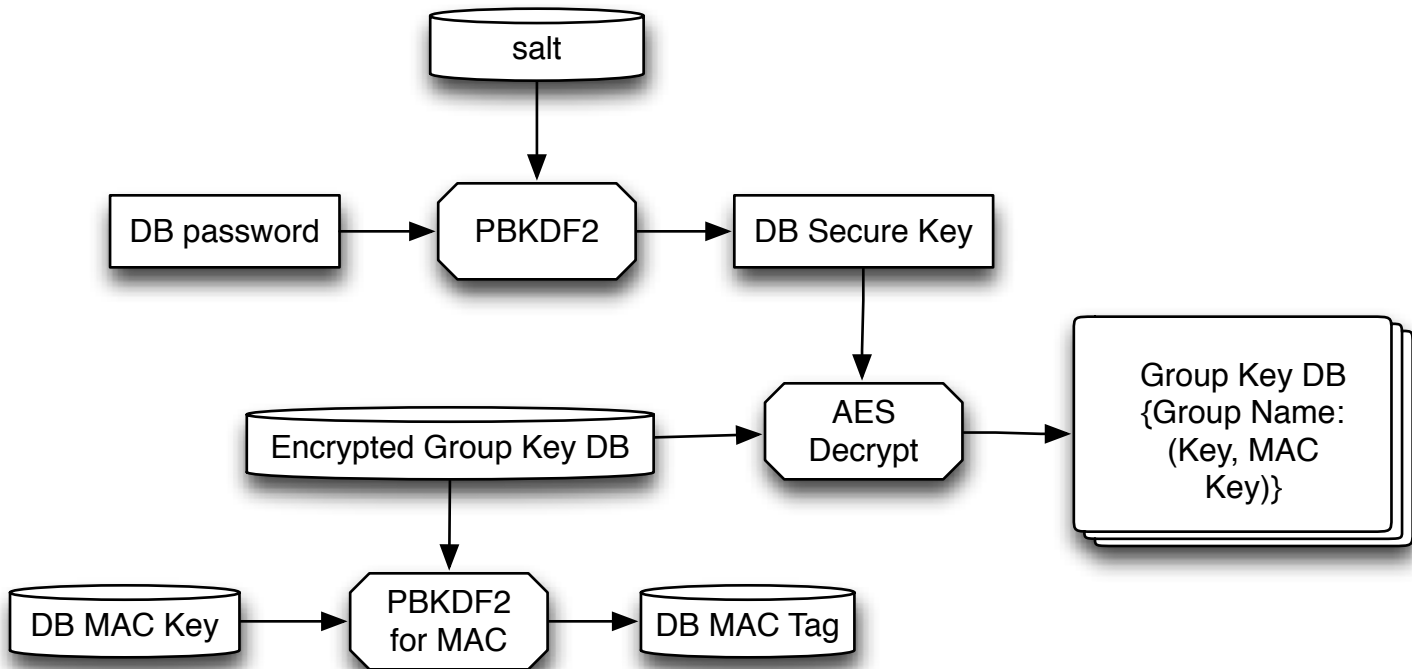 salt
DB password
PBKDF2
DB Secure Key
Encrypted Group Key DB
AES
Decrypt
Group Key DB
{Group Name:
(Key, MAC
Key)}
DB MAC Key
PBKDF2
for MAC
DB MAC Tag